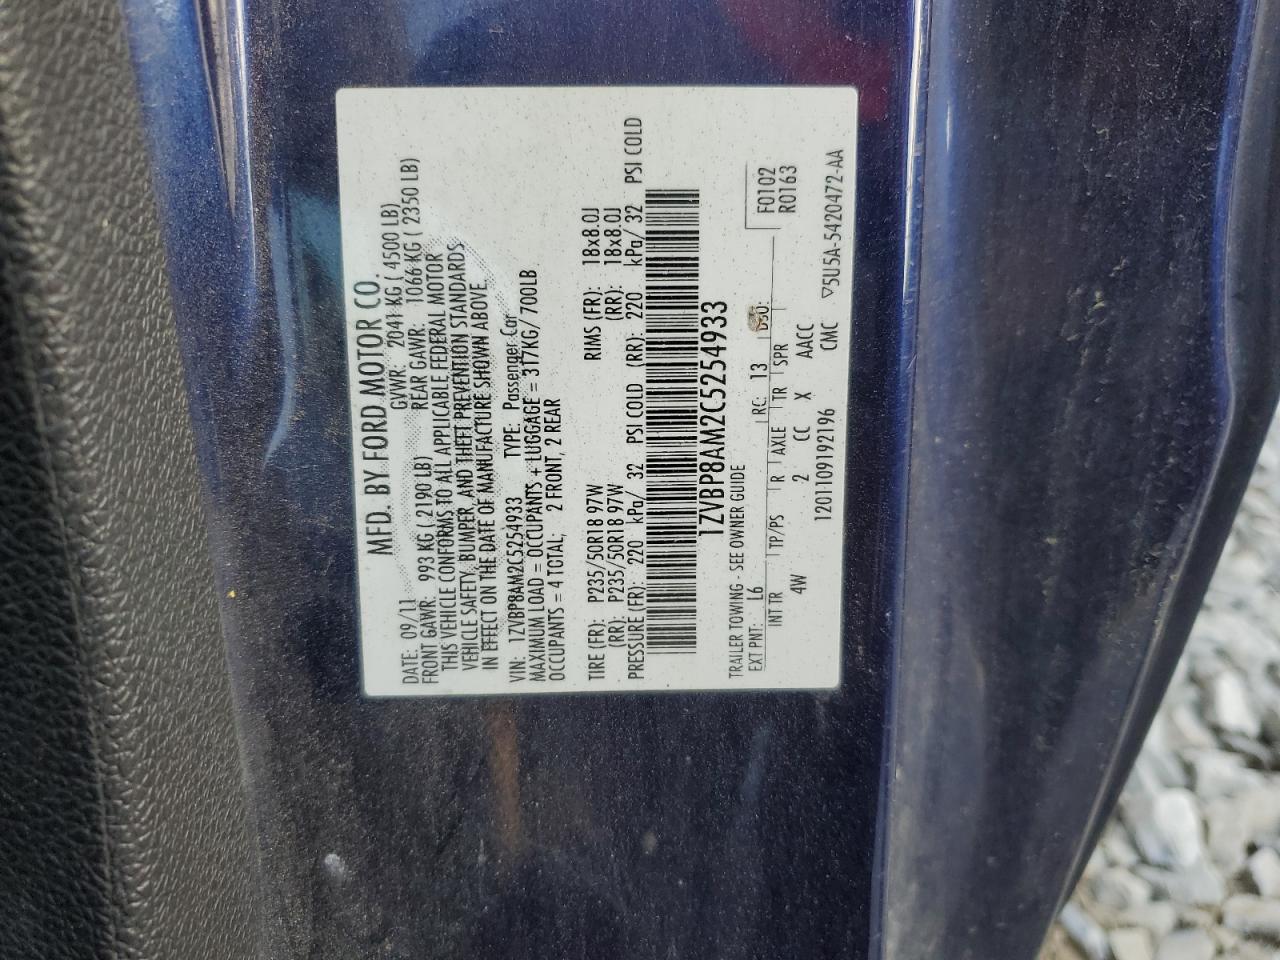 MFD. BY FORD MOTOR CO.
DATE: 09/11 GVWR: 2041 KG ( 4500 LB)
FRONT GAWR: 993 KG ( 2190 LB) REAR GAWR: 1066 KG ( 2350 LB)
THIS VEHICLE CONFORMS TO ALL APPLICABLE FEDERAL MOTOR
VEHICLE SAFETY, BUMPER, AND THEFT PREVENTION STANDARDS
IN EFFECT ON THE DATE OF MANUFACTURE SHOWN ABOVE.
VIN: 1ZVBP8AM2C5254933 TYPE: Passenger Car
MAXIMUM LOAD = OCCUPANTS + LUGGAGE = 317KG/ 700LB
OCCUPANTS = 4 TOTAL; 2 FRONT, 2 REAR
TIRE (FR): P235/50R18 97W RIMS (FR): 18x8.0J
(RR): P235/50R18 97W (RR): 18x8.0J
PRESSURE (FR): 220 kPa/ 32 PSI COLD (RR): 220 kPa/ 32 PSI COLD
1ZVBP8AM2C5254933
TRAILER TOWING - SEE OWNER GUIDE
F0102
R0163
EXT PNT: L6 RC: 13 DSO:
INT TR TP/PS R AXLE TR SPR
4W 2 CC X AACC
1201109192196 CMC ▽5U5A-5420472-AA